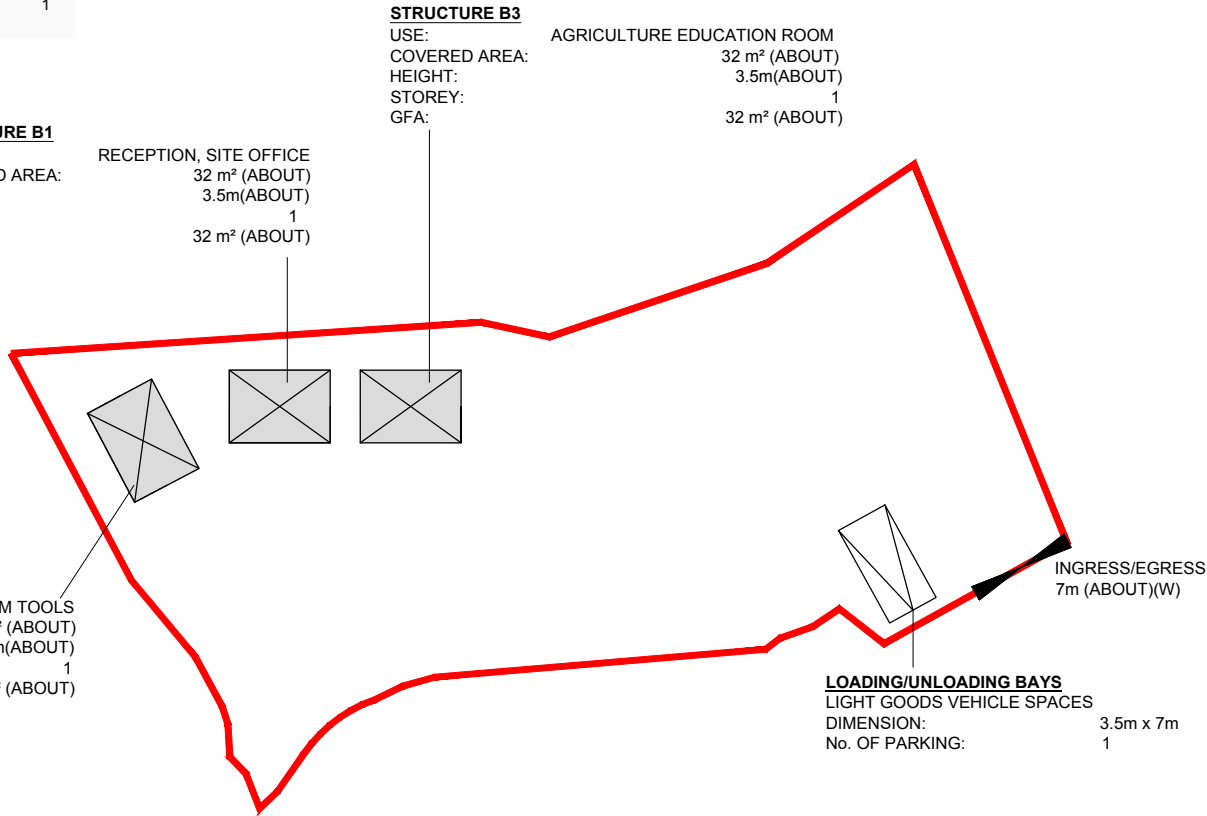 1
STRUCTURE B3
USE: AGRICULTURE EDUCATION ROOM
COVERED AREA: 32 m² (ABOUT)
HEIGHT: 3.5m(ABOUT)
STOREY: 1
GFA: 32 m² (ABOUT)
URE B1
RECEPTION, SITE OFFICE
AREA: 32 m² (ABOUT)
3.5m(ABOUT)
1
32 m² (ABOUT)
INGRESS/EGRESS
7m (ABOUT)(W)
M TOOLS
(ABOUT)
(ABOUT)
1
(ABOUT)
LOADING/UNLOADING BAYS
LIGHT GOODS VEHICLE SPACES
DIMENSION: 3.5m x 7m
No. OF PARKING: 1